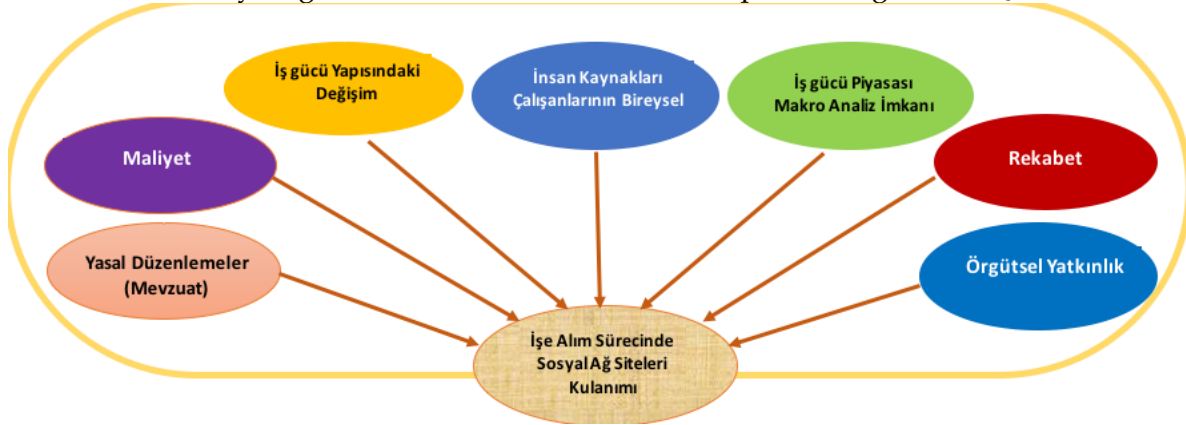 İş gücü Yapısındaki
Değişim
İnsan Kaynakları
Çalışanlarının Bireysel
İş gücü Piyasası
Makro Analiz İmkanı
Maliyet
Rekabet
Yasal Düzenlemeler
(Mevzuat)
Örgütsel Yatkınlık
İşe Alım Sürecinde
Sosyal Ağ Siteleri
Kulanımı